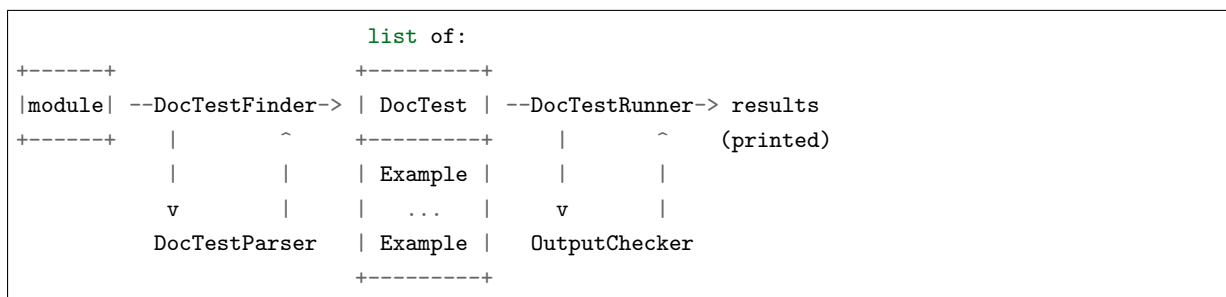 list of:
+------+                   +---------+
|module| --DocTestFinder-> | DocTest | --DocTestRunner-> results
+------+    |        ^     +---------+     |       ^    (printed)
            |        |     | Example |     |       |
            v        |     |   ...   |     v       |
           DocTestParser   | Example |   OutputChecker
                           +---------+